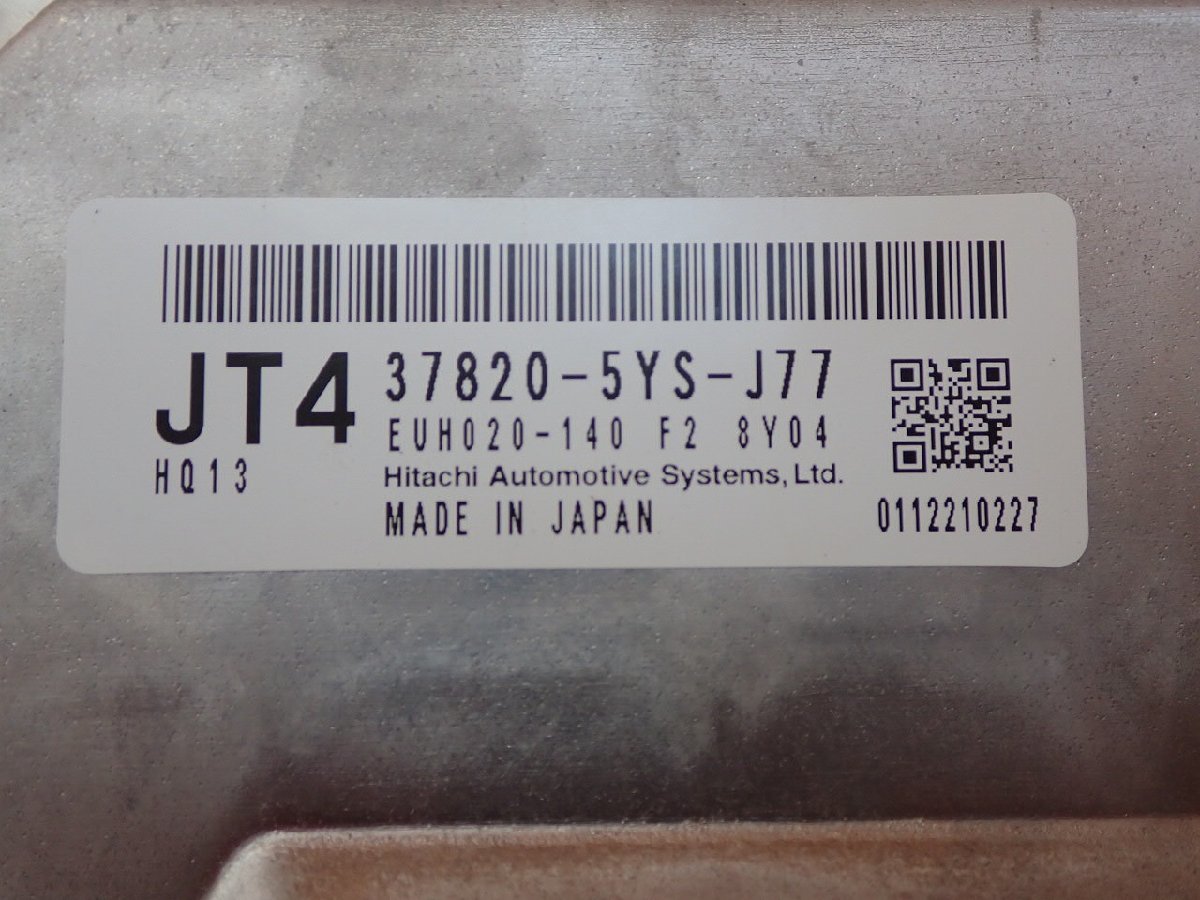 JT4 37820-5YS-J77
EUH020-140 F2 8Y04
HQ13
Hitachi Automotive Systems, Ltd.
MADE IN JAPAN
0112210227